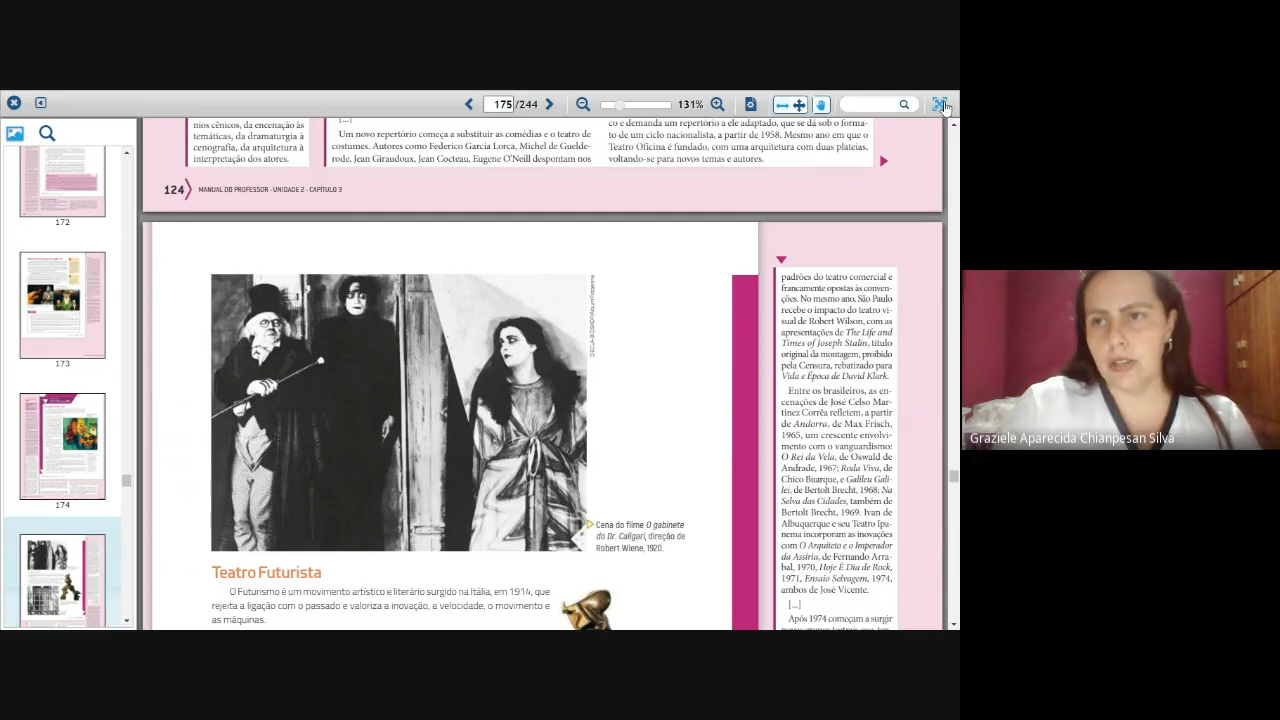 175 /244
131%
172
173
174
nios cênicos, da encenação às
temáticas, da dramaturgia à
cenografia, da arquitetura à
interpretação dos atores.
[...]
Um novo repertório começa a substituir as comédias e o teatro de
costumes. Autores como Federico García Lorca, Michel de Guelde-
rode, Jean Giraudoux, Jean Cocteau, Eugene O'Neill despontam nos
co e demanda um repertório a ele adaptado, que se dá sob o forma-
to de um ciclo nacionalista, a partir de 1958. Mesmo ano em que o
Teatro Oficina é fundado, com uma arquitetura com duas plateias,
voltando-se para novos temas e autores.
124 MANUAL DO PROFESSOR - UNIDADE 2 - CAPÍTULO 3
Cena do filme O gabinete
do Dr. Caligari, direção de
Robert Wiene, 1920.
Teatro Futurista
O Futurismo é um movimento artístico e literário surgido na Itália, em 1914, que
rejeita a ligação com o passado e valoriza a inovação, a velocidade, o movimento e
as máquinas.
padrões do teatro comercial e
francamente opostas às conven-
ções. No mesmo ano, São Paulo
recebe o impacto do teatro vi-
sual de Robert Wilson, com as
apresentações de The Life and
Times of Joseph Stalin, título
original da montagem, proibido
pela Censura, rebatizado para
Vida e Época de David Klark.
Entre os brasileiros, as en-
cenações de José Celso Mar-
tinez Corrêa refletem, a partir
de Andorra, de Max Frisch,
1965, um crescente envolvi-
mento com o vanguardismo:
O Rei da Vela, de Oswald de
Andrade, 1967; Roda Viva, de
Chico Buarque, e Galileu Gali-
lei, de Bertolt Brecht, 1968; Na
Selva das Cidades, também de
Bertolt Brecht, 1969. Ivan de
Albuquerque e seu Teatro Ipa-
nema incorporam as inovações
com O Arquiteto e o Imperador
da Assíria, de Fernando Arra-
bal, 1970, Hoje É Dia de Rock,
1971, Ensaio Selvagem, 1974,
ambos de José Vicente.
[...]
Após 1974 começam a surgir
Graziele Aparecida Chianpesan Silva